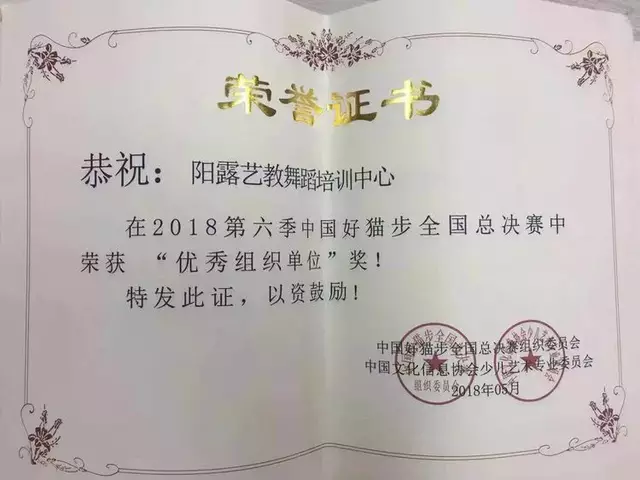 荣誉证书
恭祝：阳露艺教舞蹈培训中心
在2018第六季中国好猫步全国总决赛中
荣获 “优秀组织单位”奖！
特发此证，以资鼓励！
中国好猫步全国总决赛组织委员会
中国文化信息协会少儿艺术专业委员会
2018年05月
组织委员会